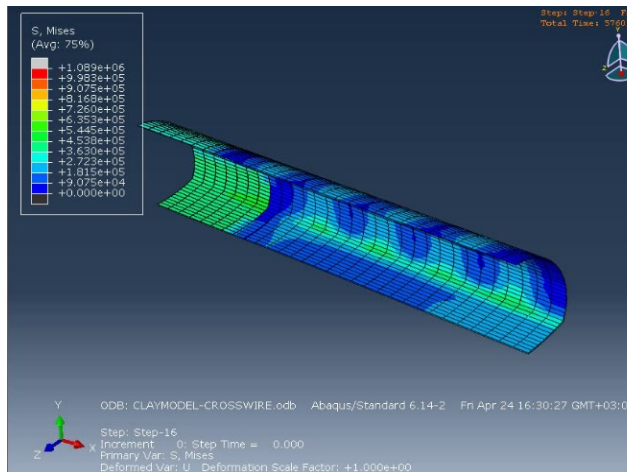 Step: Step-16 F
Total Time: 5760
S, Mises
(Avg: 75%)
+1.089e+06
+9.983e+05
+9.075e+05
+8.168e+05
+7.260e+05
+6.353e+05
+5.445e+05
+4.538e+05
+3.630e+05
+2.723e+05
+1.815e+05
+9.075e+04
+0.000e+00
Y
Z
Y
Z
X
ODB: CLAYMODEL-CROSSWIRE.odb Abaqus/Standard 6.14-2 Fri Apr 24 16:30:27 GMT+03:0
Step: Step-16
Increment 0: Step Time = 0.000
Primary Var: S, Mises
Deformed Var: U Deformation Scale Factor: +1.000e+00